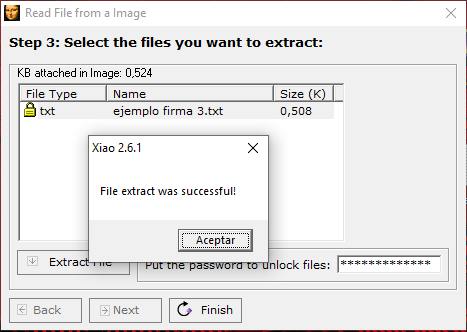 Read File from a Image
Step 3: Select the files you want to extract:
KB attached in Image: 0,524
File Type Name Size (K)
txt ejemplo firma 3.txt 0,508
Xiao 2.6.1
File extract was successful!
Aceptar
Extract File
Put the password to unlock files: *************
Back Next Finish